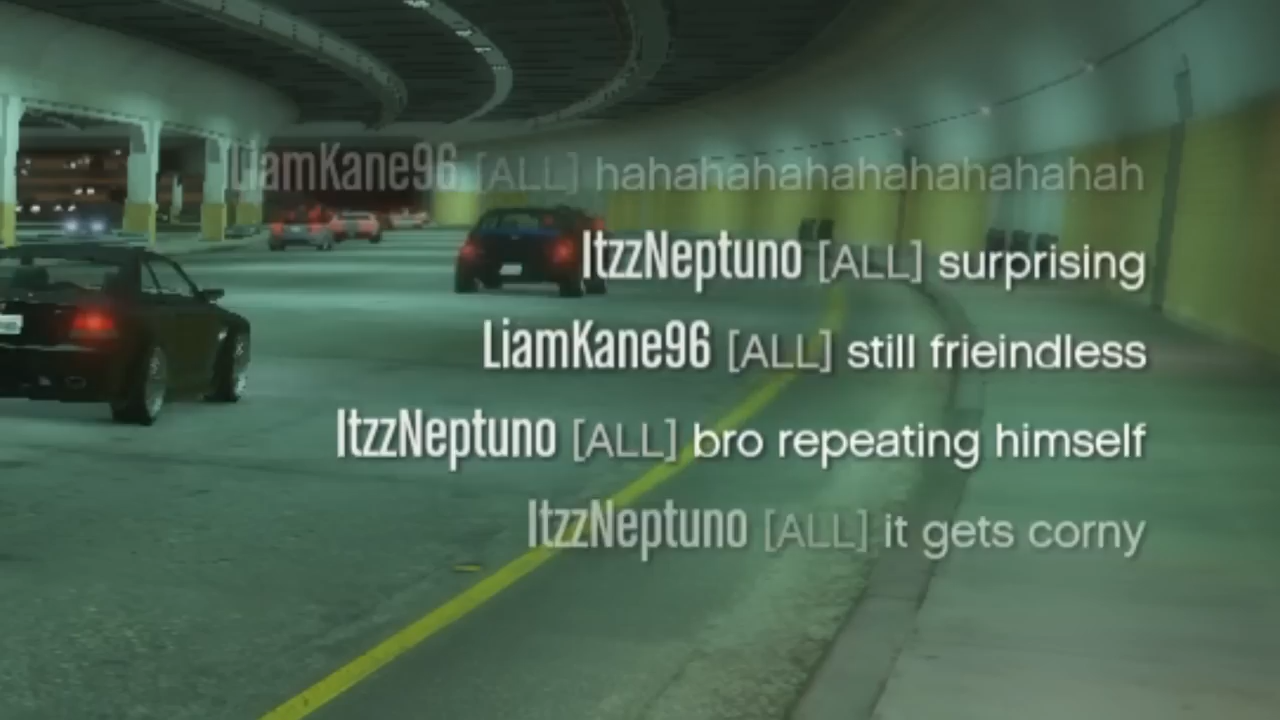 LiamKane96 [ALL] hahahahahahahahahahah
ItzzNeptuno [ALL] surprising
LiamKane96 [ALL] still frieindless
ItzzNeptuno [ALL] bro repeating himself
ItzzNeptuno [ALL] it gets corny